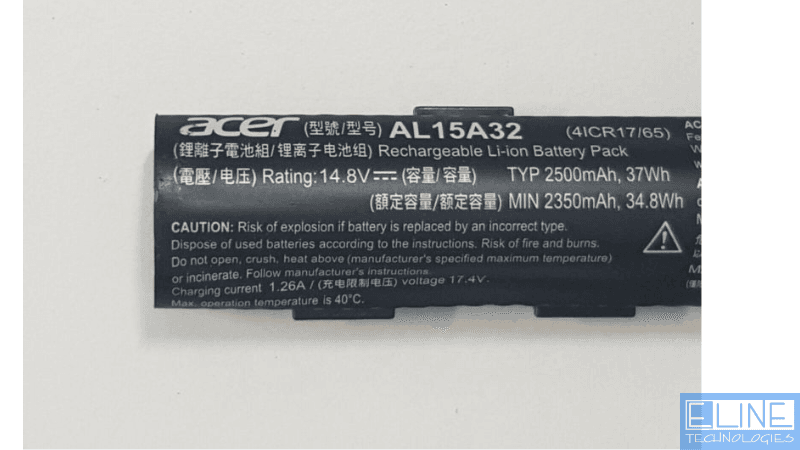 acer (型號/型号) AL15A32 (4ICR17/65)
(鋰離子電池組/锂离子电池组) Rechargeable Li-ion Battery Pack
(電壓/电压) Rating:14.8V⎓ (容量/容量) TYP 2500mAh, 37Wh
(額定容量/额定容量) MIN 2350mAh, 34.8Wh
CAUTION: Risk of explosion if battery is replaced by an incorrect type.
Dispose of used batteries according to the instructions. Risk of fire and burns.
Do not open, crush, heat above (manufacturer's specified maximum temperature)
or incinerate. Follow manufacturer's instructions.
Charging current 1.26A / (充电限制电压) voltage 17.4V.
Max. operation temperature is 40°C.
ELINE
TECHNOLOGIES